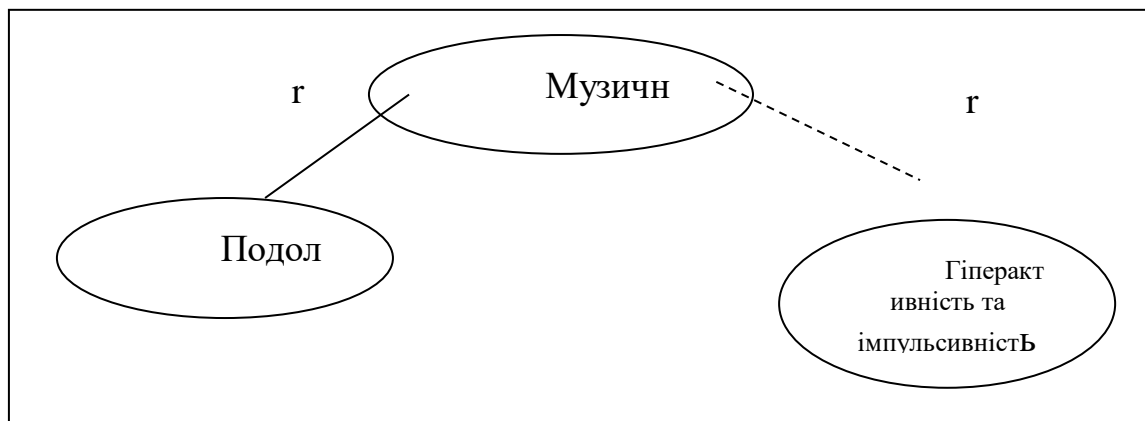 Музичн
r
r
Подол
Гіперакт
ивність та
імпульсивність